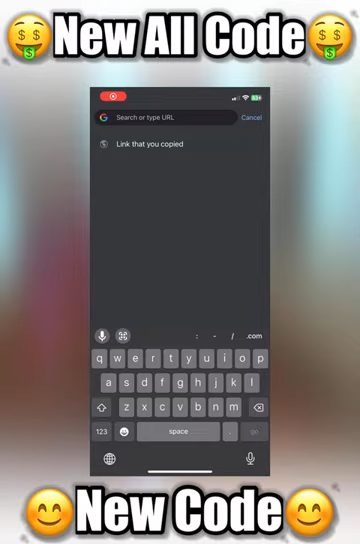 New All Code
Search or type URL
Cancel
Link that you copied
: - / .com
q w e r t y u i o p
a s d f g h j k l
z x c v b n m
123 space . go
New Code